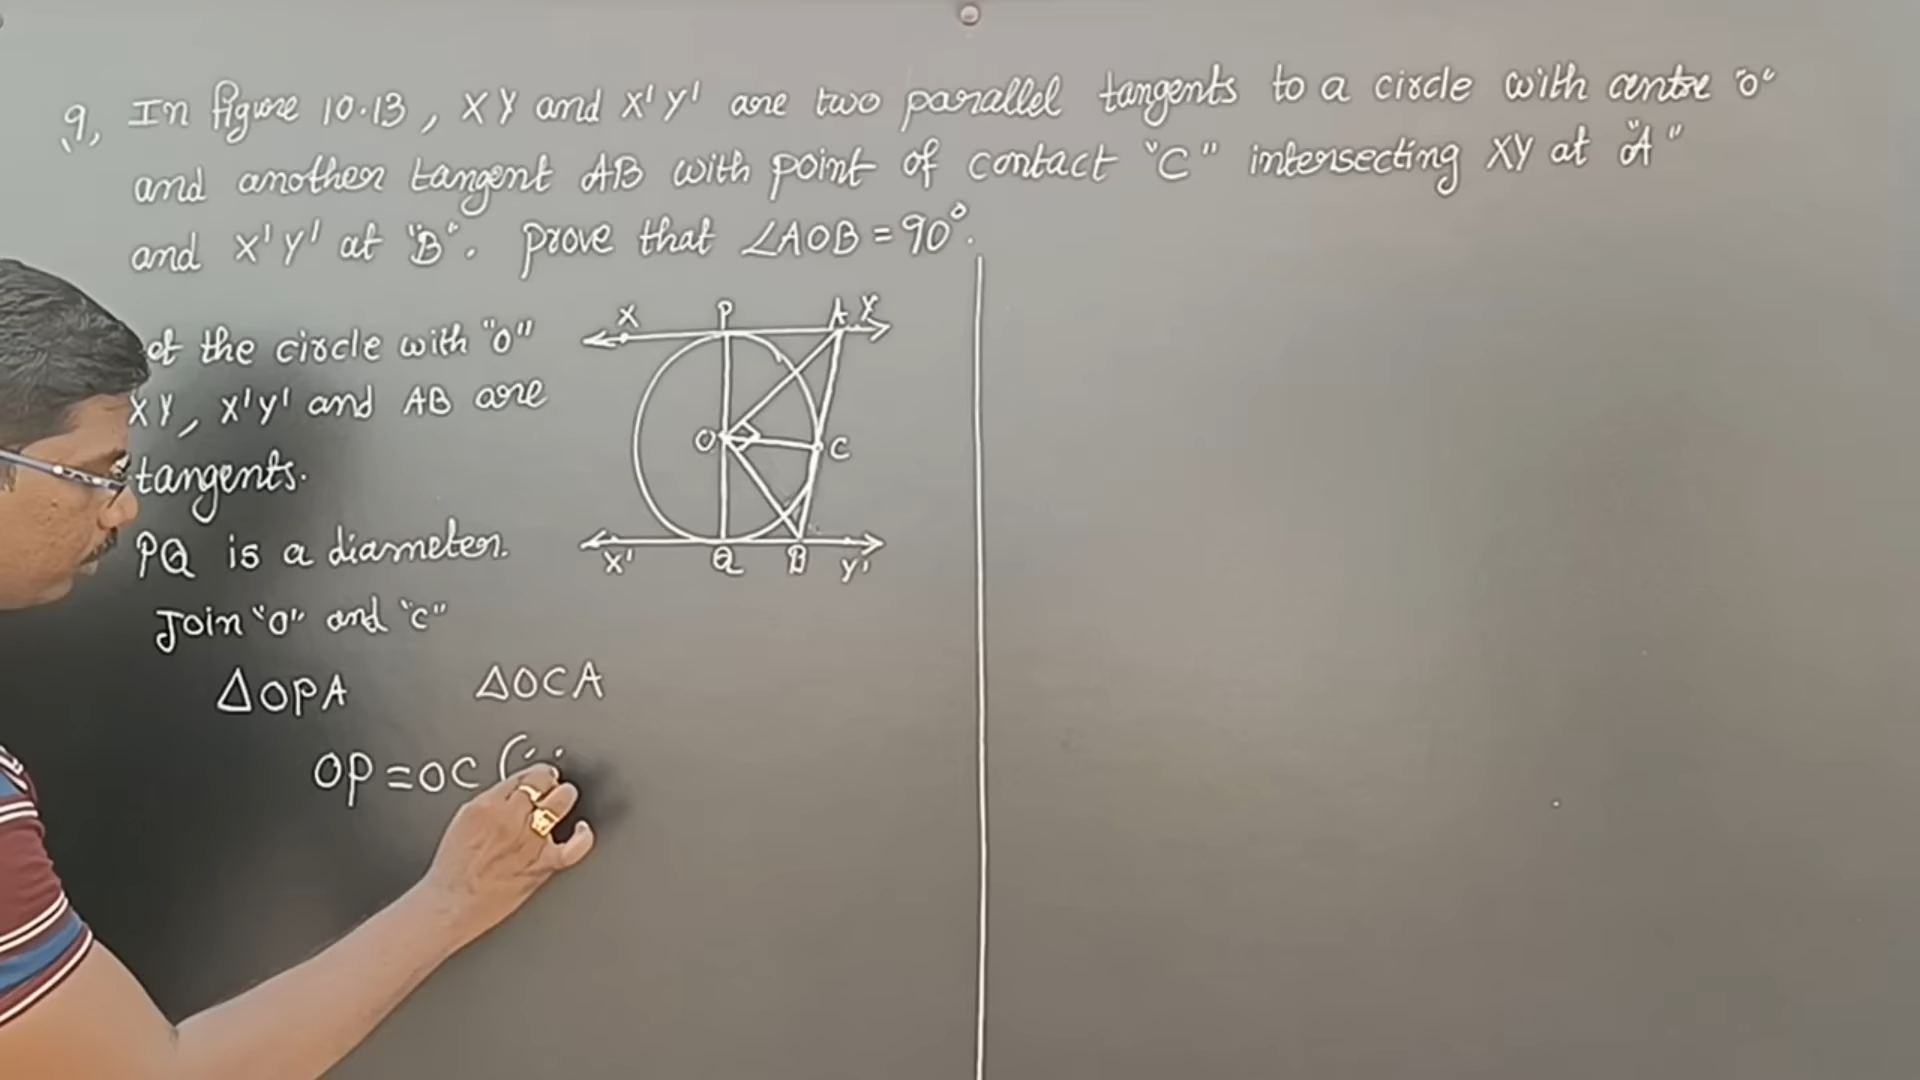 9, In figure 10.13, XY and X'Y' are two parallel tangents to a circle with centre "O"
and another tangent AB with point of contact "C" intersecting XY at "A"
and X'Y' at "B". prove that ∠AOB = 90°.
the circle with "O"
XY, X'Y' and AB are
tangents.
PQ is a diameter.
Join "O" and "C"
△OPA △OCA
OP = OC (∵
X P A Y
O C
X' Q B Y'